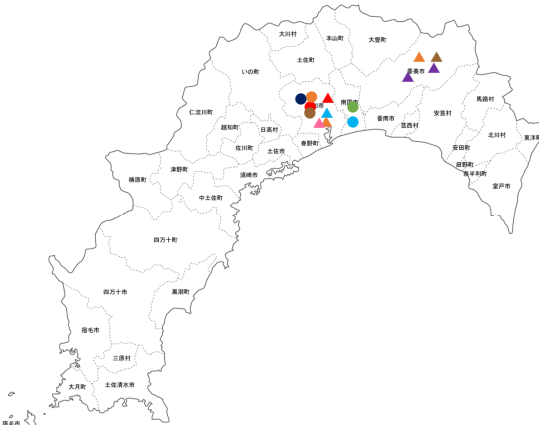 大川村
本山町
大豊町
土佐町
いの町
香美市
南国市
馬路村
仁淀川町
安芸村
香南市
越知町
日高村
芸西村
北川村
東洋町
佐川町
土佐市
春野町
安田町
津野町
須崎市
田野町
奈半利町
梼原町
室戸市
中土佐町
四万十町
四万十市
黒潮町
宿毛市
三原村
大月町
土佐清水市
宿毛市